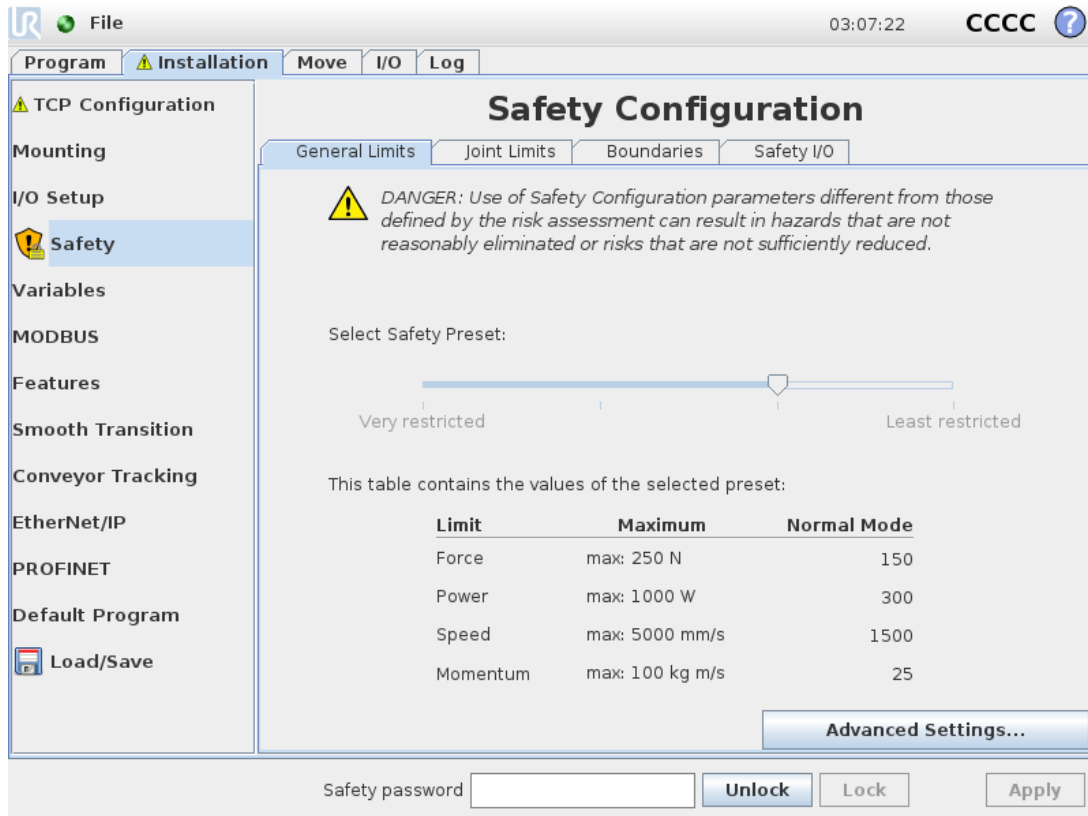 UR File 03:07:22 CCCC ?
Program Installation Move I/O Log
TCP Configuration
Mounting
I/O Setup
Safety
Variables
MODBUS
Features
Smooth Transition
Conveyor Tracking
EtherNet/IP
PROFINET
Default Program
Load/Save
Safety Configuration
General Limits Joint Limits Boundaries Safety I/O
DANGER: Use of Safety Configuration parameters different from those
defined by the risk assessment can result in hazards that are not
reasonably eliminated or risks that are not sufficiently reduced.
Select Safety Preset:
Very restricted Least restricted
This table contains the values of the selected preset:
Limit Maximum Normal Mode
Force max: 250 N 150
Power max: 1000 W 300
Speed max: 5000 mm/s 1500
Momentum max: 100 kg m/s 25
Advanced Settings...
Safety password Unlock Lock Apply